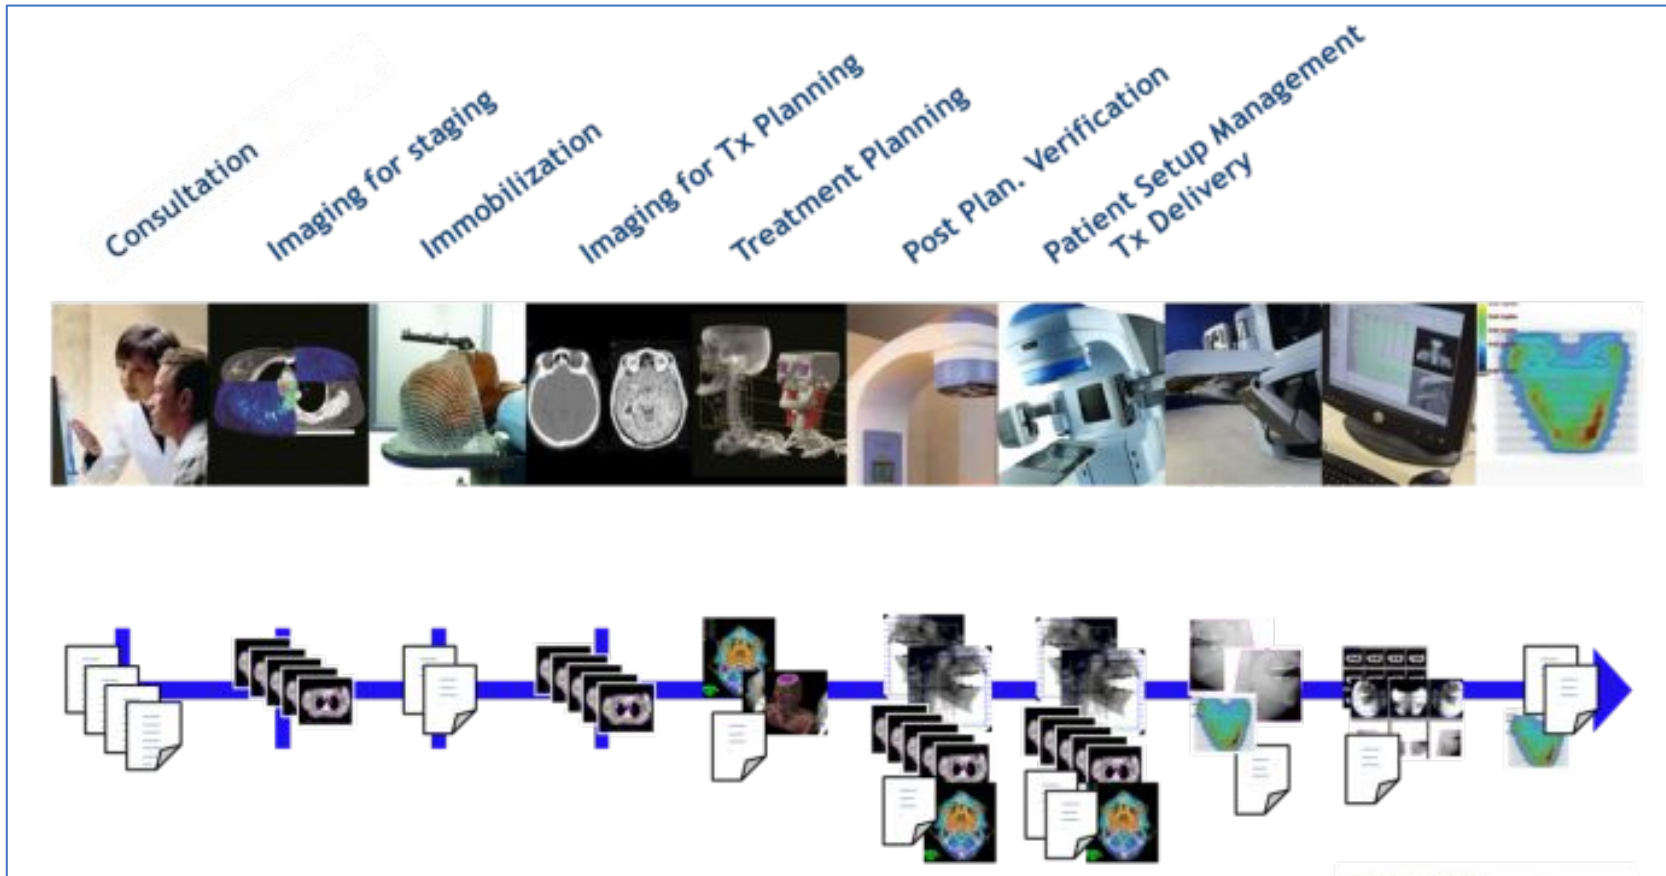 Consultation
Imaging for staging
Immobilization
Imaging for Tx Planning
Treatment Planning
Post Plan. Verification
Patient Setup Management
Tx Delivery